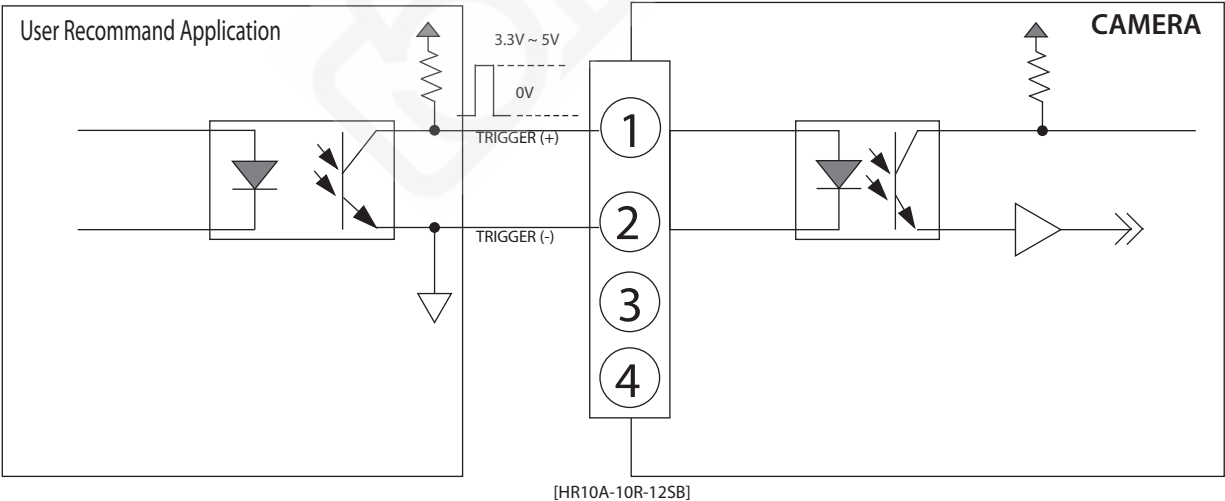 User Recommand Application
CAMERA
3.3V ~ 5V
0V
TRIGGER (+)
TRIGGER (-)
1
2
3
4
[HR10A-10R-12SB]